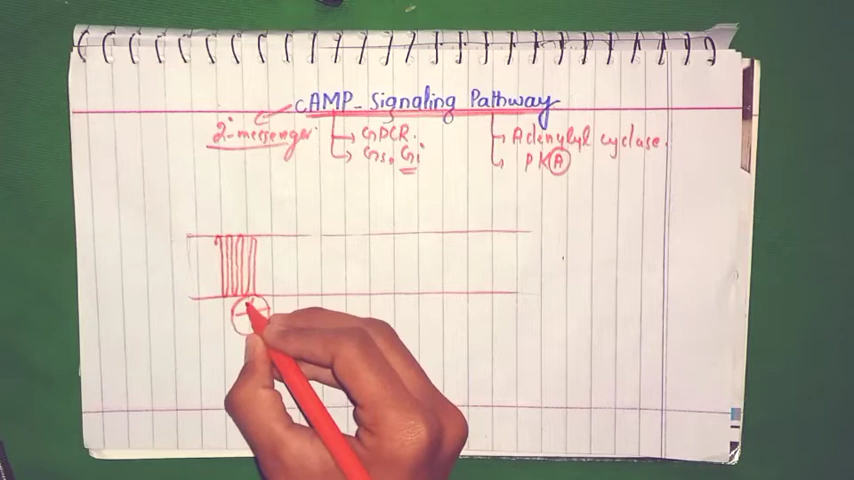 cAMP - Signaling Pathway
2° messenger
→ GPCR.
→ Gs, Gi
→ Adenylyl cyclase.
→ PKA